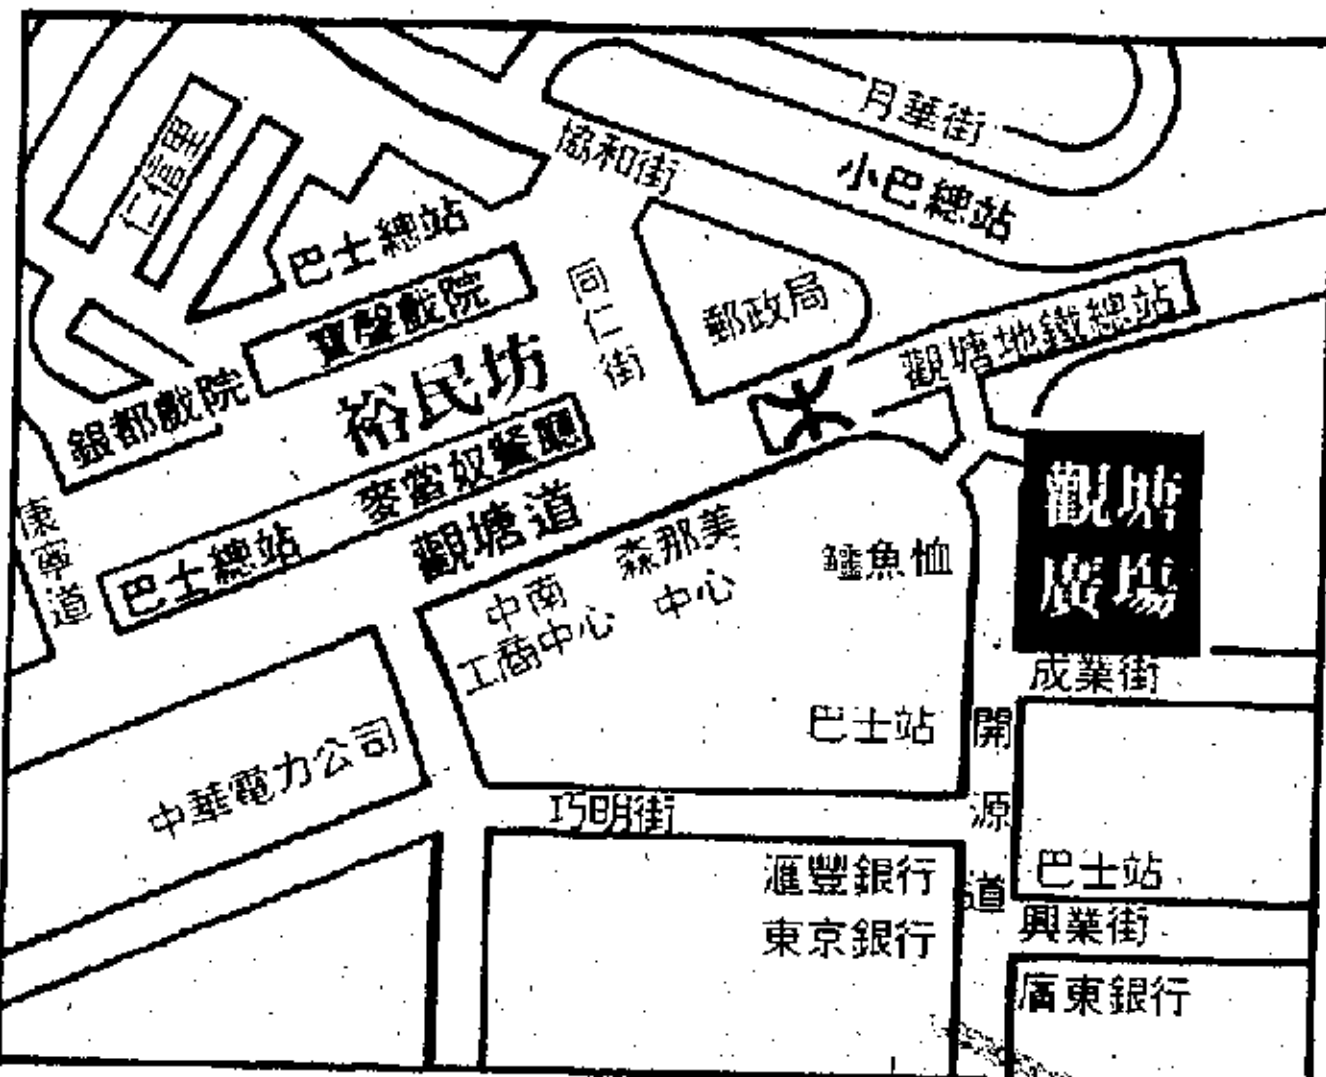 月華街
協和街
小巴總站
仁信里
巴士總站
同仁街
郵政局
寶聲戲院
觀塘地鐵總站
裕民坊
銀都戲院
麥當奴餐廳
觀塘
廣場
康寧道
巴士總站
觀塘道
森那美
中心
鱷魚恤
中南
工商中心
成業街
巴士站
開源道
中華電力公司
巧明街
滙豐銀行
巴士站
東京銀行
興業街
廣東銀行